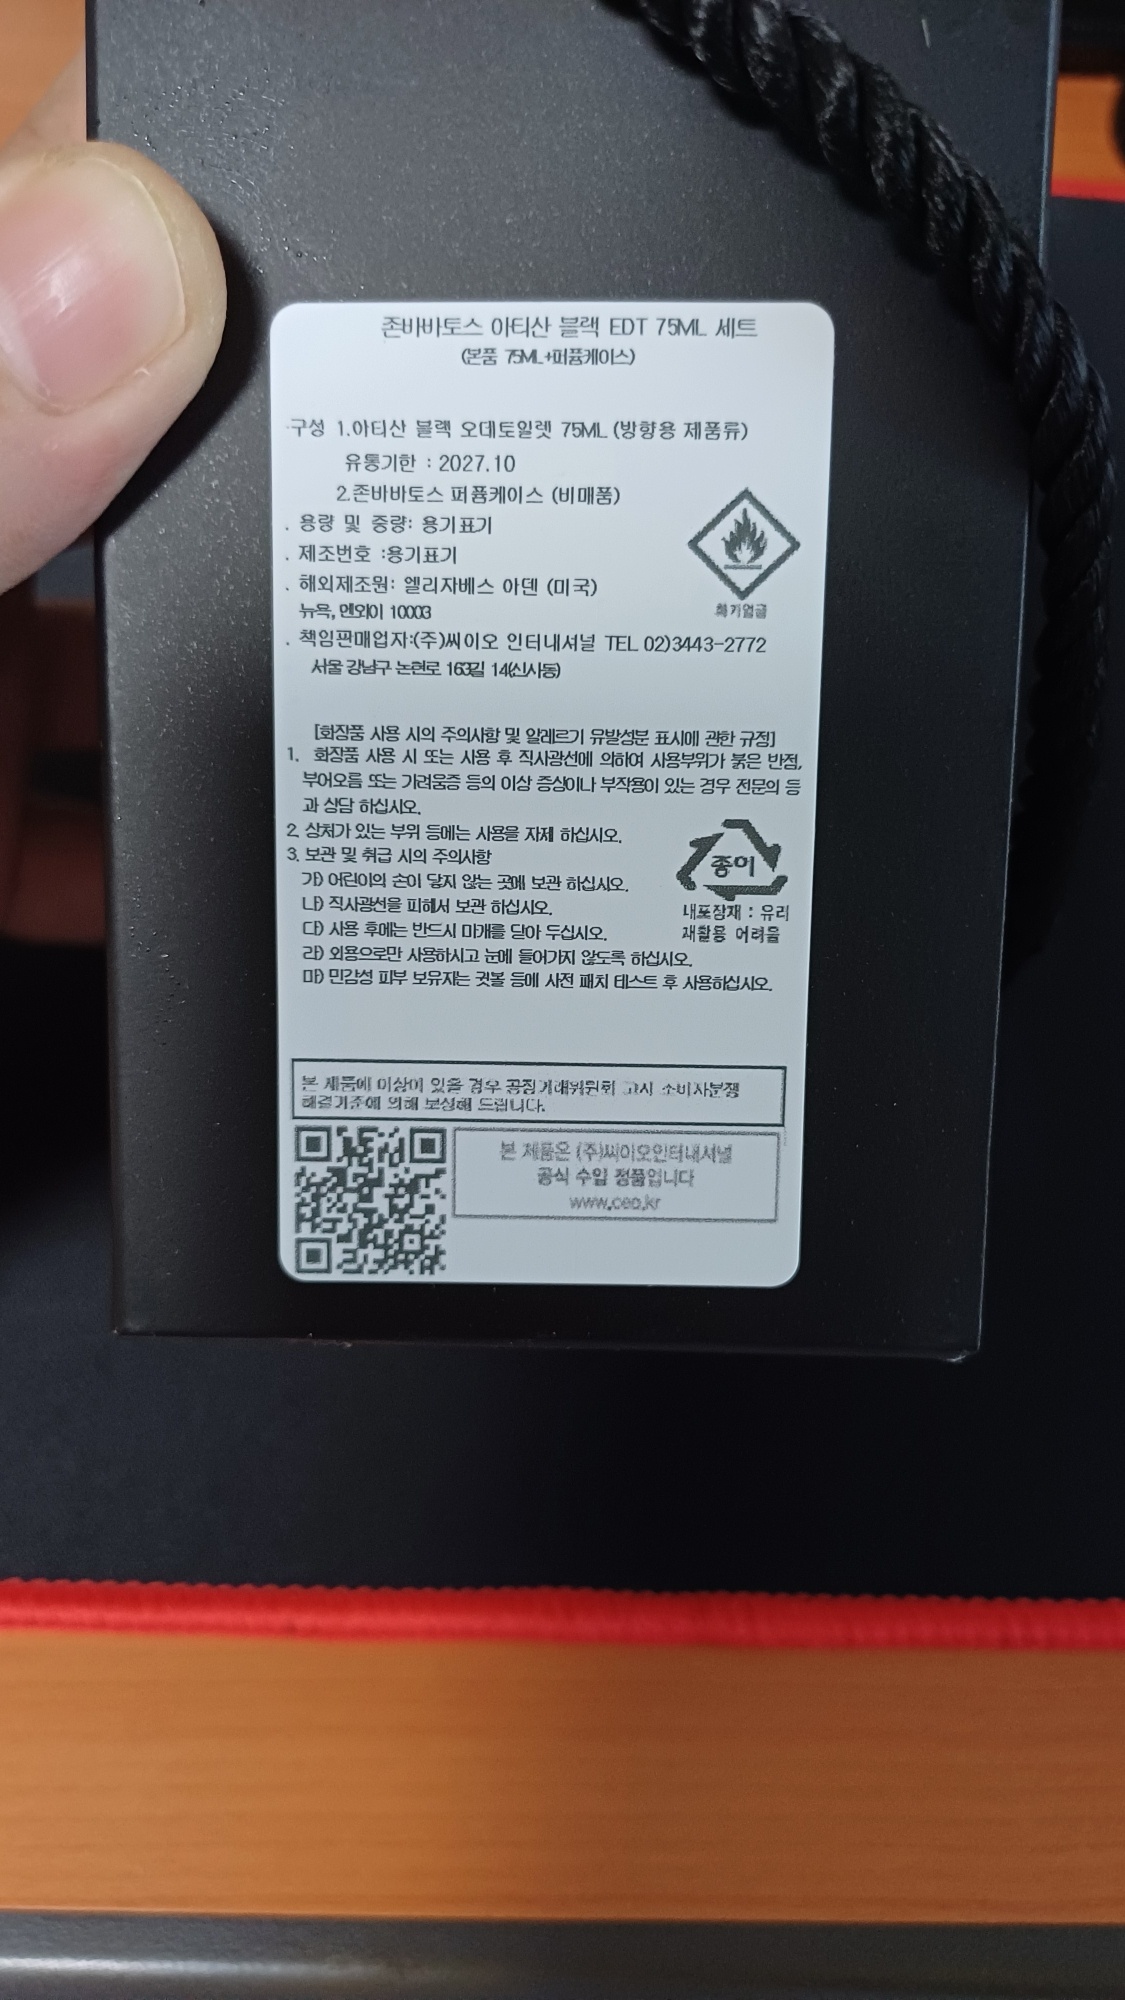 존바바토스 아티산 블랙 EDT 75ML 세트
(본품 75ML+퍼퓸케이스)
·구성 1.아티산 블랙 오데토일렛 75ML (방향용 제품류)
유통기한 : 2027.10
2.존바바토스 퍼퓸케이스 (비매품)
. 용량 및 중량: 용기표기
. 제조번호 :용기표기
. 해외제조원: 엘리자베스 아덴 (미국)
뉴욕, 엔와이 10003
화기엄금
. 책임판매업자:(주)씨이오 인터내셔널 TEL 02)3443-2772
서울 강남구 논현로 163길 14(신사동)
[화장품 사용 시의 주의사항 및 알레르기 유발성분 표시에 관한 규정]
1. 화장품 사용 시 또는 사용 후 직사광선에 의하여 사용부위가 붉은 반점,
부어오름 또는 가려움증 등의 이상 증상이나 부작용이 있는 경우 전문의 등
과 상담 하십시오.
2. 상처가 있는 부위 등에는 사용을 자제 하십시오.
3. 보관 및 취급 시의 주의사항
가) 어린이의 손이 닿지 않는 곳에 보관 하십시오.
나) 직사광선을 피해서 보관 하십시오.
다) 사용 후에는 반드시 마개를 닫아 두십시오.
라) 외용으로만 사용하시고 눈에 들어가지 않도록 하십시오.
마) 민감성 피부 보유자는 귓볼 등에 사전 패치 테스트 후 사용하십시오.
종이
내포장재 : 유리
재활용 어려움
본 제품에 이상이 있을 경우 공정거래위원회 고시 소비자분쟁
해결기준에 의해 보상해 드립니다.
본 제품은 (주)씨이오인터내셔널
공식 수입 정품입니다
www.ceo.kr